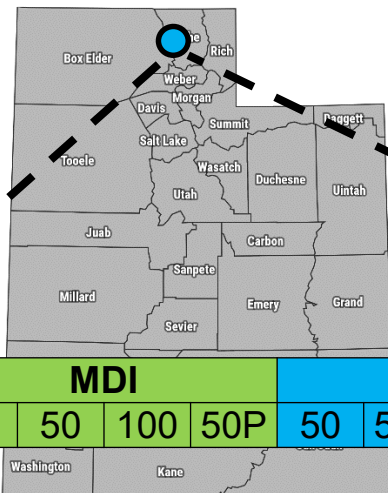 Box Elder
Rich
Weber
Morgan
Davis
Summit
Daggett
Salt Lake
Tooele
Wasatch
Duchesne
Uintah
Utah
Juab
Carbon
Sanpete
Millard
Emery
Grand
Sevier
MDI
50 100 50P 50
Washington
Kane